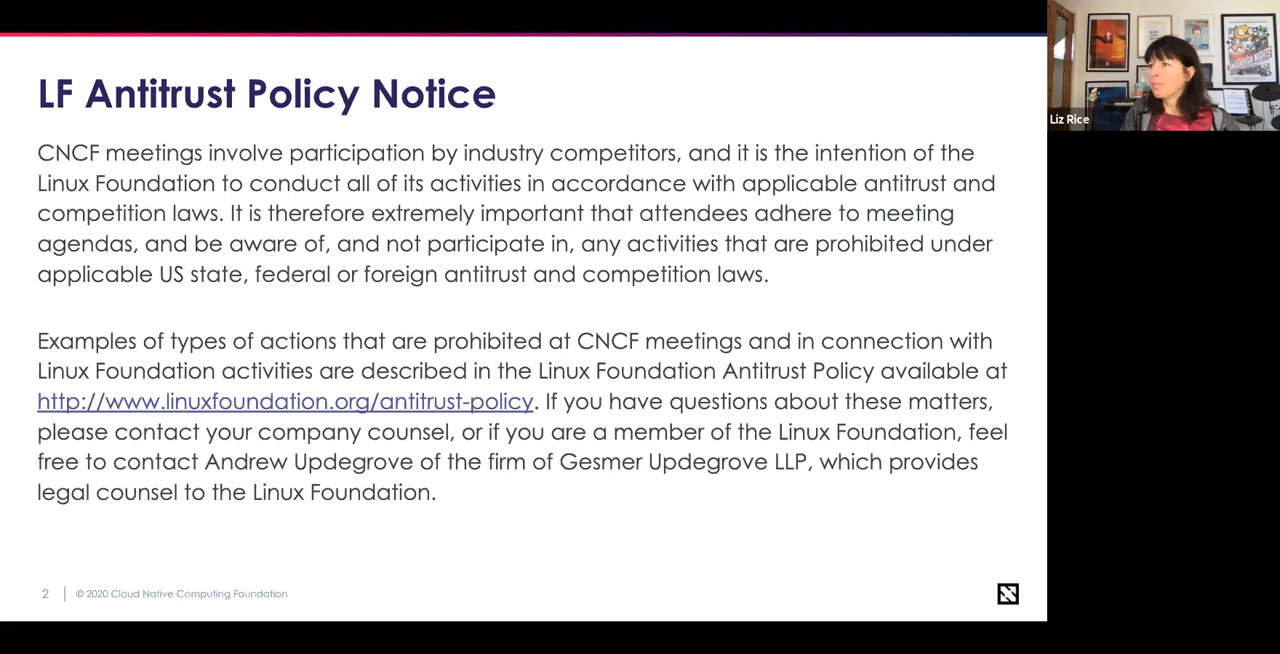 LF Antitrust Policy Notice
CNCF meetings involve participation by industry competitors, and it is the intention of the
Linux Foundation to conduct all of its activities in accordance with applicable antitrust and
competition laws. It is therefore extremely important that attendees adhere to meeting
agendas, and be aware of, and not participate in, any activities that are prohibited under
applicable US state, federal or foreign antitrust and competition laws.
Examples of types of actions that are prohibited at CNCF meetings and in connection with
Linux Foundation activities are described in the Linux Foundation Antitrust Policy available at
http://www.linuxfoundation.org/antitrust-policy. If you have questions about these matters,
please contact your company counsel, or if you are a member of the Linux Foundation, feel
free to contact Andrew Updegrove of the firm of Gesmer Updegrove LLP, which provides
legal counsel to the Linux Foundation.
2 | © 2020 Cloud Native Computing Foundation
Liz Rice